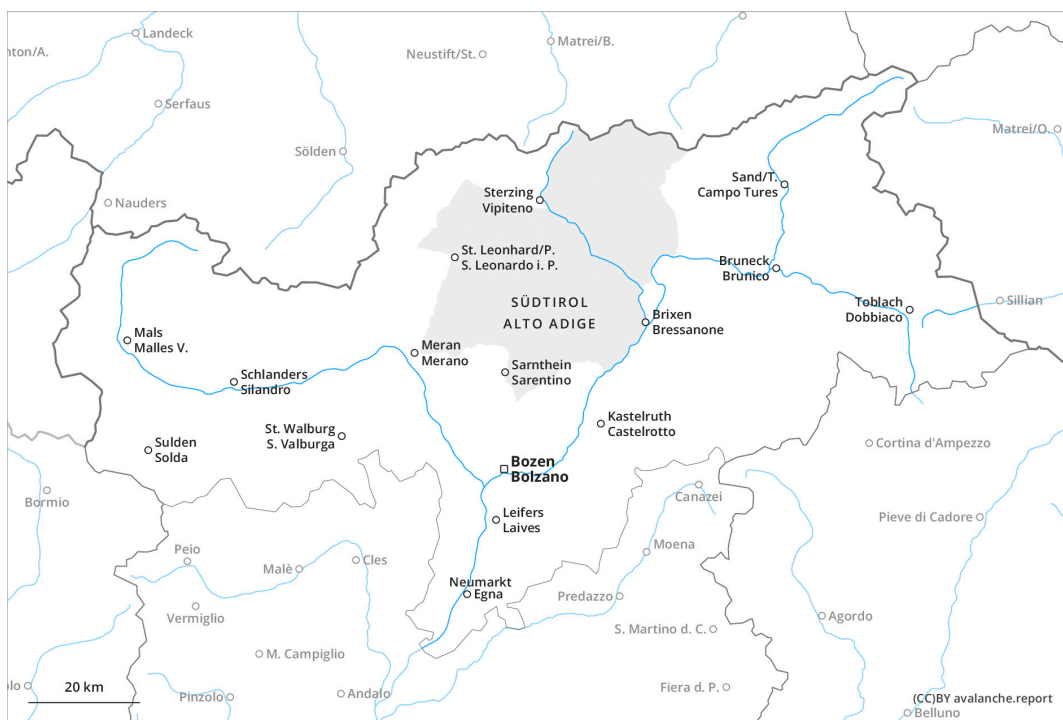 Landeck
Matrei/B.
nton/A.
Neustift/St.
Serfaus
Matrei/O.
Sölden
Sand/T.
Campo Tures
Sterzing
Vipiteno
Nauders
St. Leonhard/P.
S. Leonardo i. P.
Bruneck
Brunico
SÜDTIROL
ALTO ADIGE
Toblach
Dobbiaco
Sillian
Brixen
Bressanone
Mals
Malles V.
Meran
Merano
Sarnthein
Sarentino
Schlanders
Silandro
Kastelruth
Castelrotto
St. Walburg
S. Valburga
Sulden
Solda
Cortina d'Ampezzo
Bozen
Bolzano
Bormio
Canazei
Leifers
Laives
Pieve di Cadore
Peio
Malè
Cles
Moena
Neumarkt
Egna
Vermiglio
Predazzo
Agordo
S. Martino d. C.
M. Campiglio
olo
20 km
Pinzolo
Andalo
Fiera d. P.
(CC)BY avalanche.report
Belluno